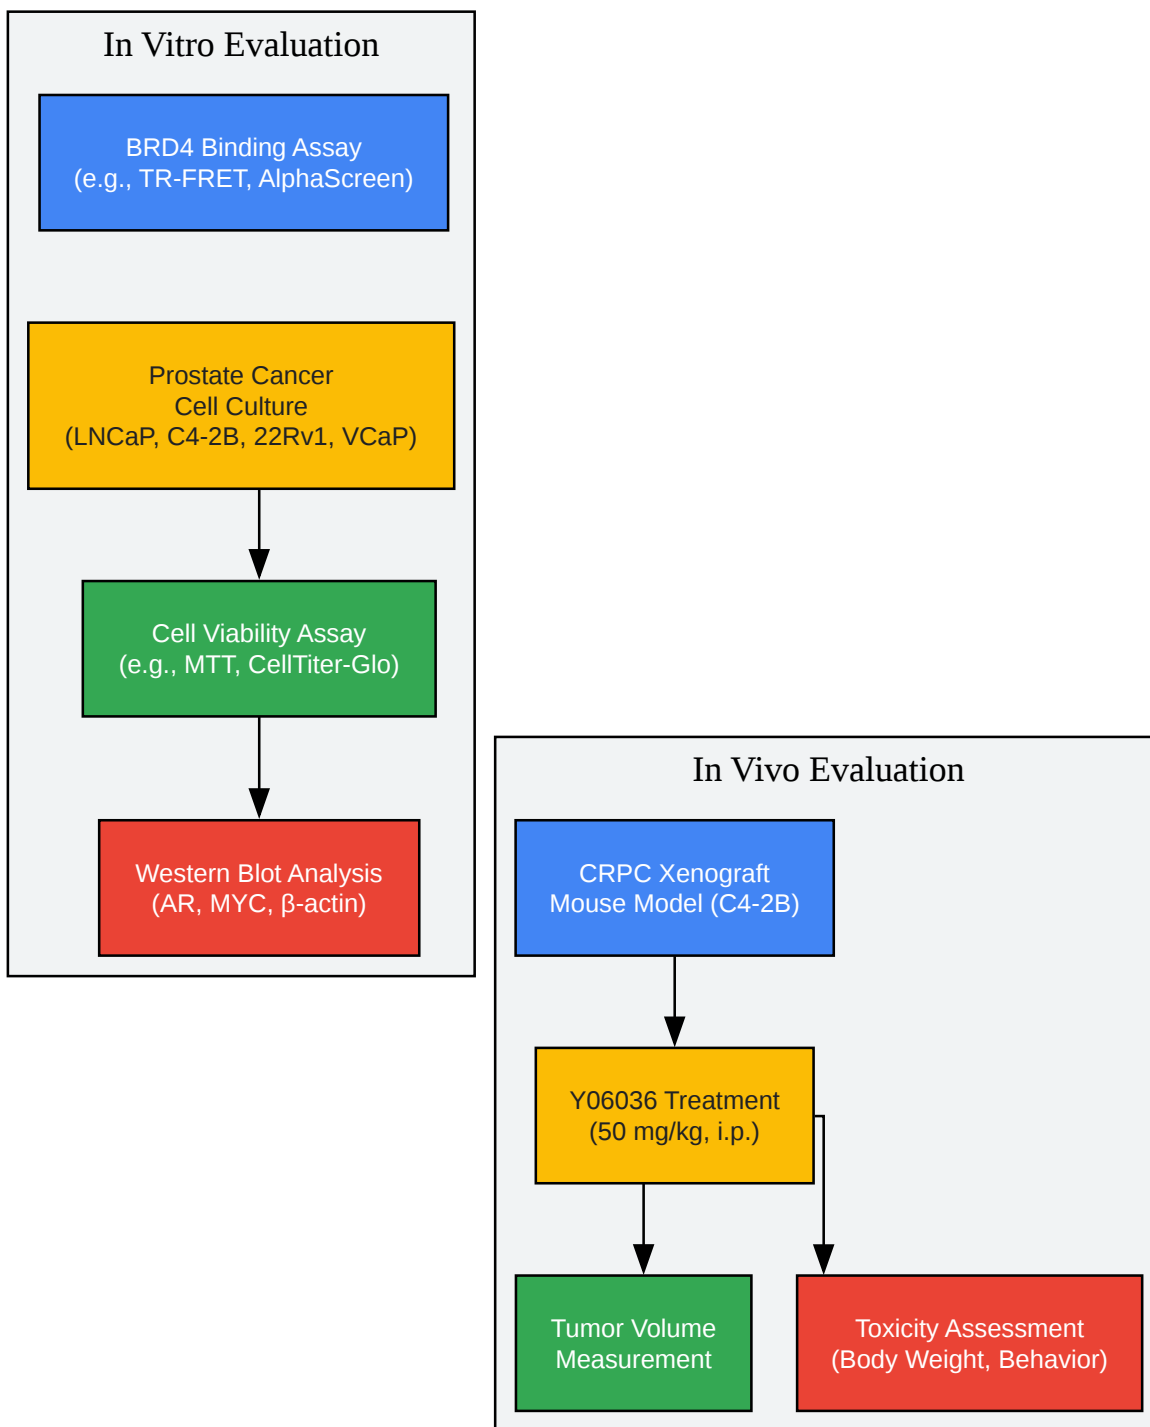 In Vitro Evaluation
BRD4 Binding Assay
(e.g., TR-FRET, AlphaScreen)
Prostate Cancer
Cell Culture
(LNCaP, C4-2B, 22Rv1, VCaP)
Cell Viability Assay
(e.g., MTT, CellTiter-Glo)
Western Blot Analysis
(AR, MYC, β-actin)
In Vivo Evaluation
CRPC Xenograft
Mouse Model (C4-2B)
Y06036 Treatment
(50 mg/kg, i.p.)
Tumor Volume
Measurement
Toxicity Assessment
(Body Weight, Behavior)